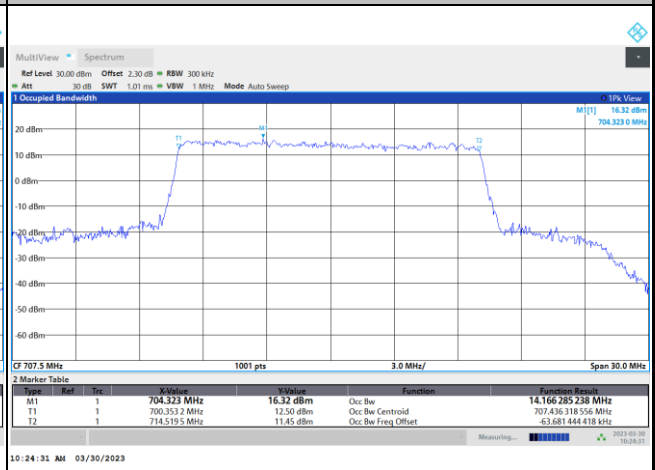 MultiView Spectrum
Ref Level 30.00 dBm Offset 2.30 dB RBW 300 kHz
Att 30 dB SWT 1.01 ms VBW 1 MHz Mode Auto Sweep
1 Occupied Bandwidth 1Pk View
M1[1] 16.32 dBm
704.323 0 MHz
M1
T1 T2
20 dBm
10 dBm
0 dBm
-10 dBm
-20 dBm
-30 dBm
-40 dBm
-50 dBm
-60 dBm
CF 707.5 MHz 1001 pts 3.0 MHz/ Span 30.0 MHz
2 Marker Table
Type Ref Trc X-Value Y-Value Function Function Result
M1 1 704.323 MHz 16.32 dBm Occ Bw 14.166 285 238 MHz
T1 1 700.353 2 MHz 12.50 dBm Occ Bw Centroid 707.436 318 556 MHz
T2 1 714.519 5 MHz 11.45 dBm Occ Bw Freq Offset -63.681 444 418 kHz
Measuring... 2023-03-30
10:24:31
10:24:31 AM 03/30/2023